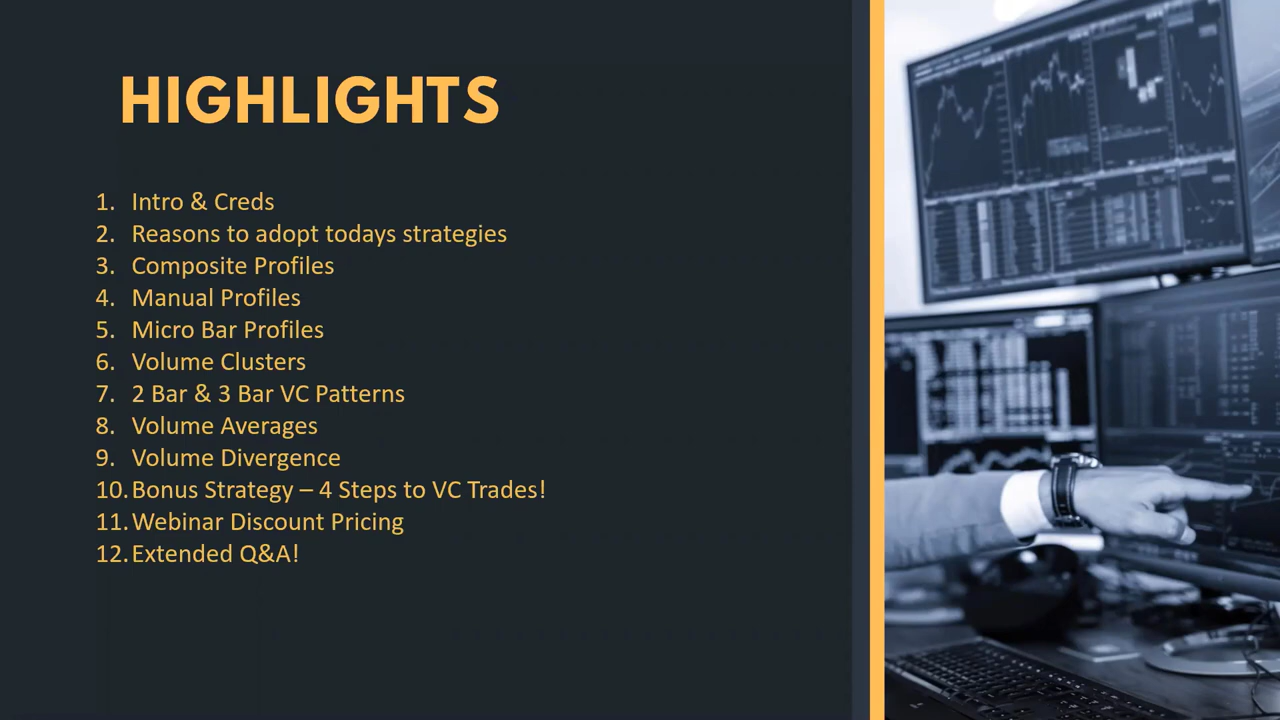 HIGHLIGHTS
1. Intro & Creds
2. Reasons to adopt todays strategies
3. Composite Profiles
4. Manual Profiles
5. Micro Bar Profiles
6. Volume Clusters
7. 2 Bar & 3 Bar VC Patterns
8. Volume Averages
9. Volume Divergence
10. Bonus Strategy – 4 Steps to VC Trades!
11. Webinar Discount Pricing
12. Extended Q&A!